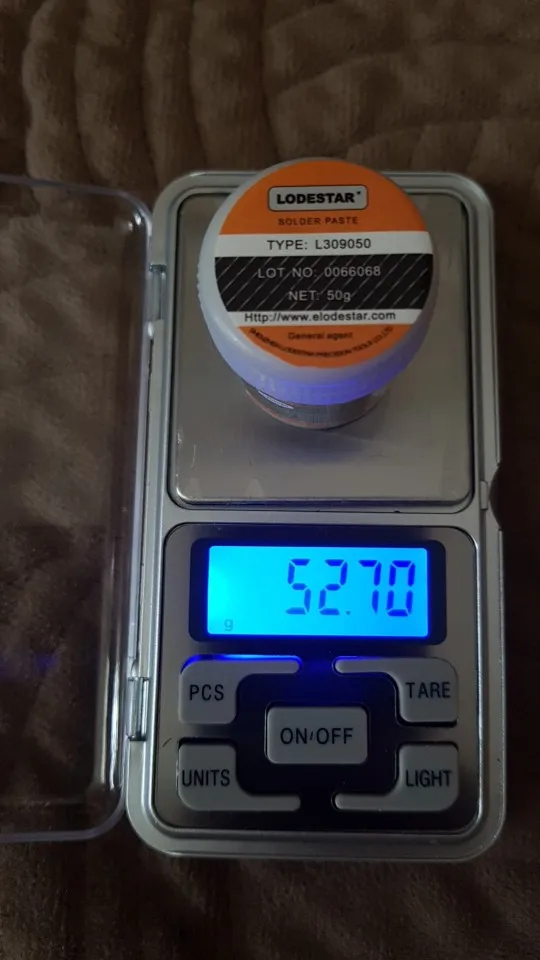 LODESTAR
SOLDER PASTE
TYPE: L309050
LOT NO: 0066068
NET: 50g
Http://www.elodestar.com
General agent
52.70
g
PCS
TARE
ON/OFF
UNITS
LIGHT